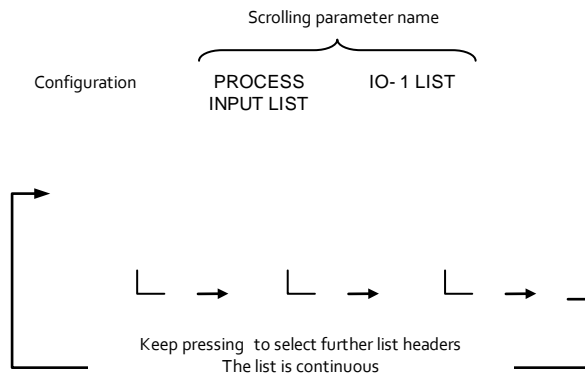 Scrolling parameter name
Configuration
PROCESS
INPUT LIST
IO- 1 LIST
Keep pressing to select further list headers
The list is continuous